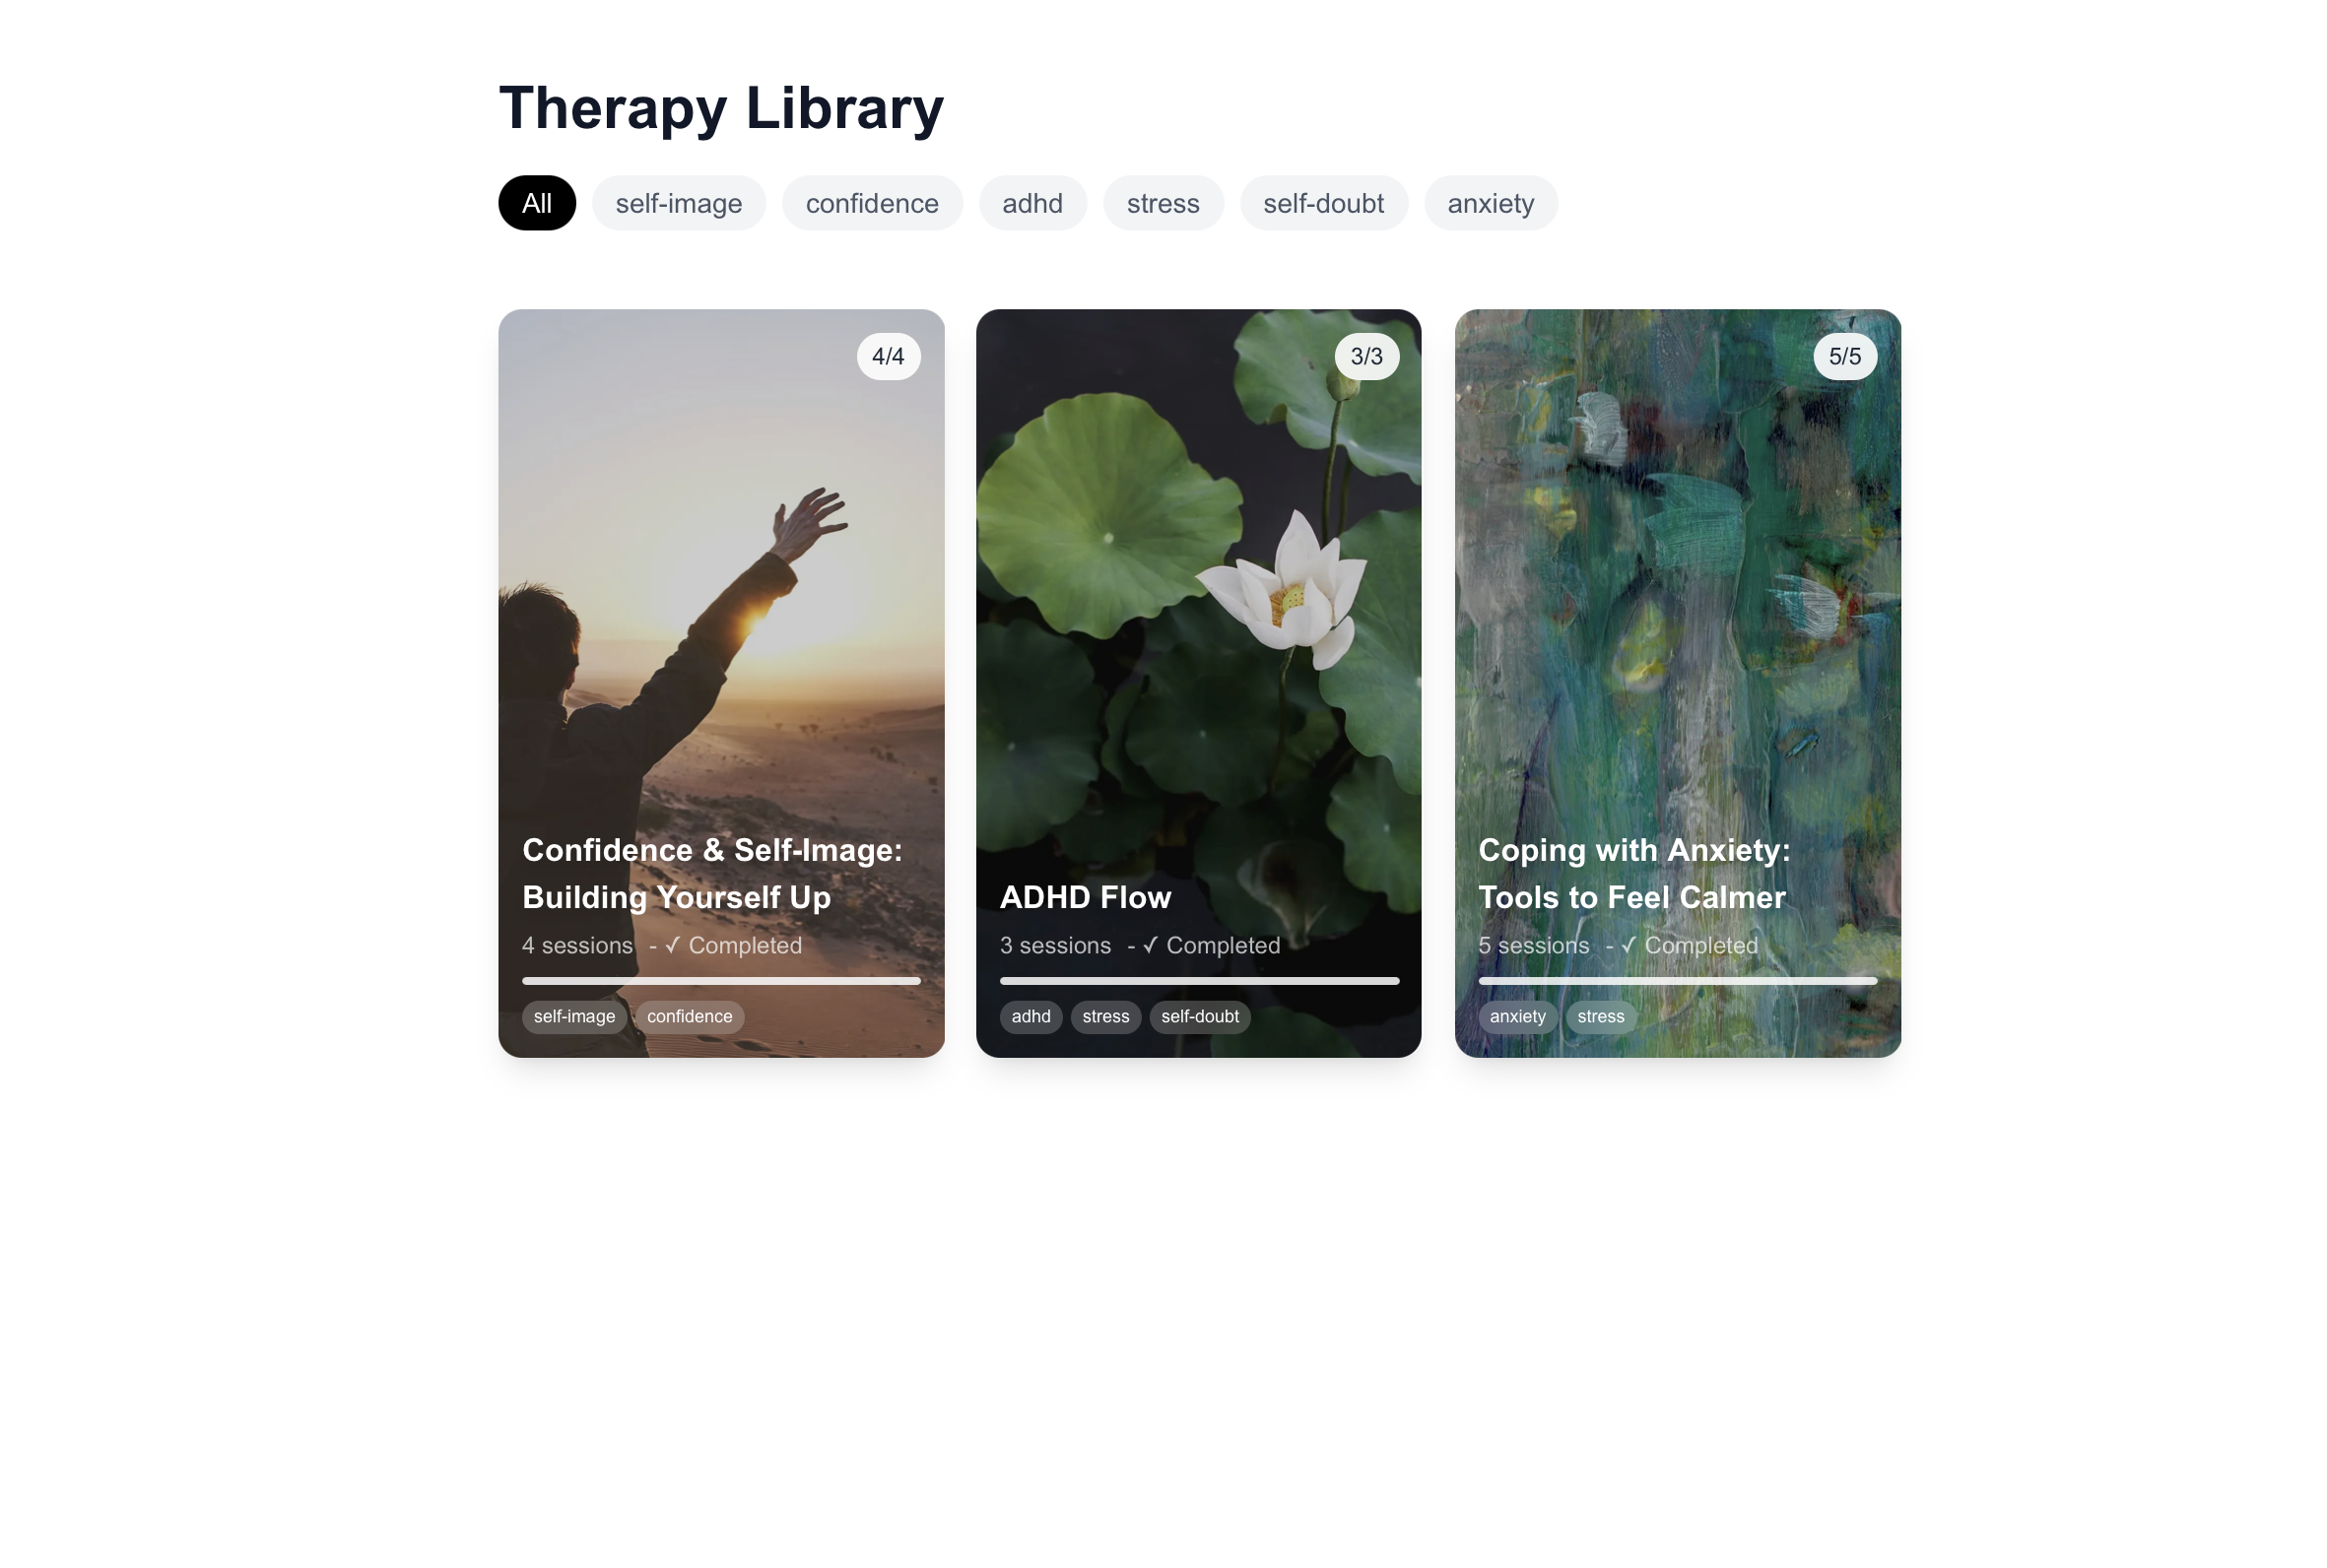 Therapy Library
All self-image confidence adhd stress self-doubt anxiety
4/4
Confidence & Self-Image:
Building Yourself Up
4 sessions - ✓ Completed
self-image confidence
3/3
ADHD Flow
3 sessions - ✓ Completed
adhd stress self-doubt
5/5
Coping with Anxiety:
Tools to Feel Calmer
5 sessions - ✓ Completed
anxiety stress